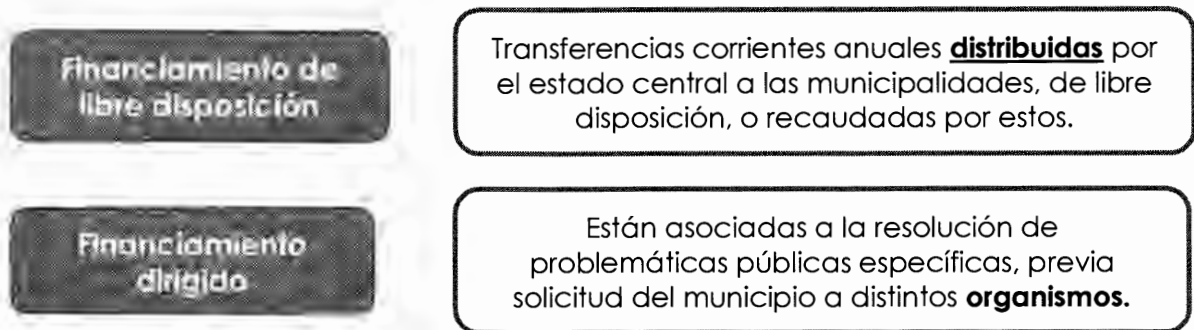 Financiamiento de
libre disposición
Transferencias corrientes anuales distribuidas por
el estado central a las municipalidades, de libre
disposición, o recaudadas por estos.
Financiamiento
dirigido
Están asociadas a la resolución de
problemáticas públicas específicas, previa
solicitud del municipio a distintos organismos.